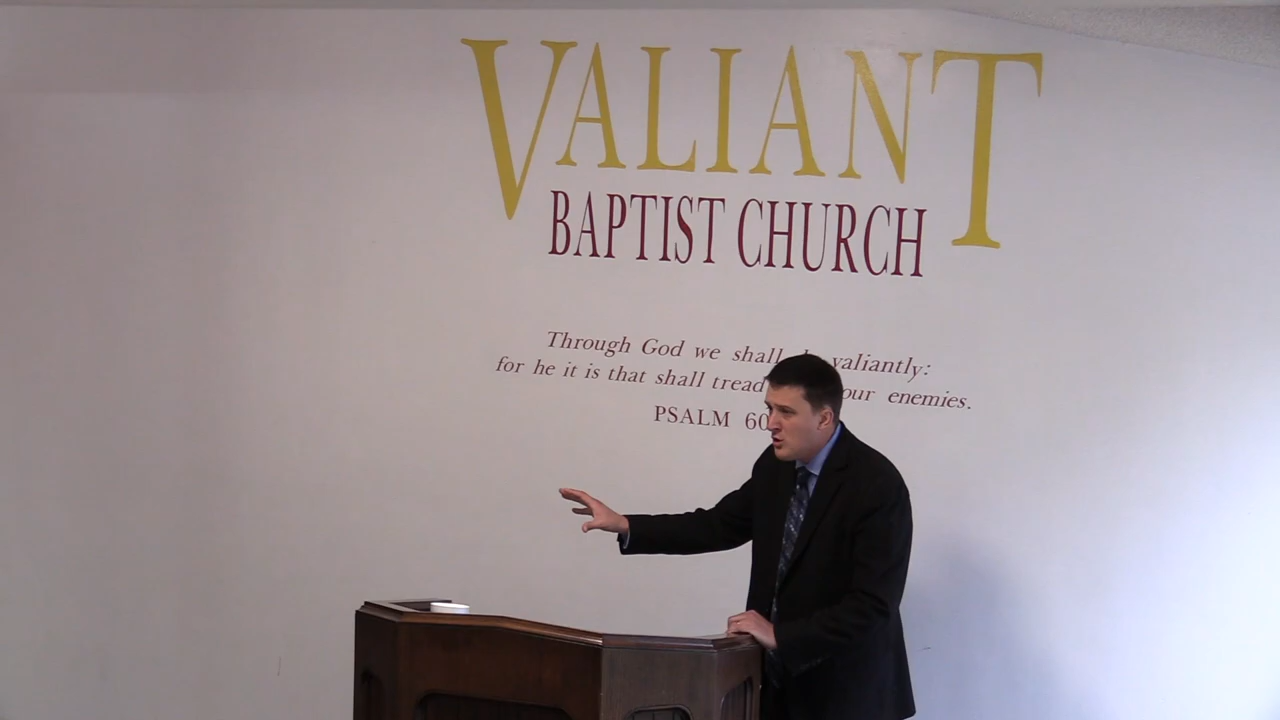 VALIANT
BAPTIST CHURCH
Through God we shall valiantly:
for he it is that shall tread our enemies.
PSALM 60